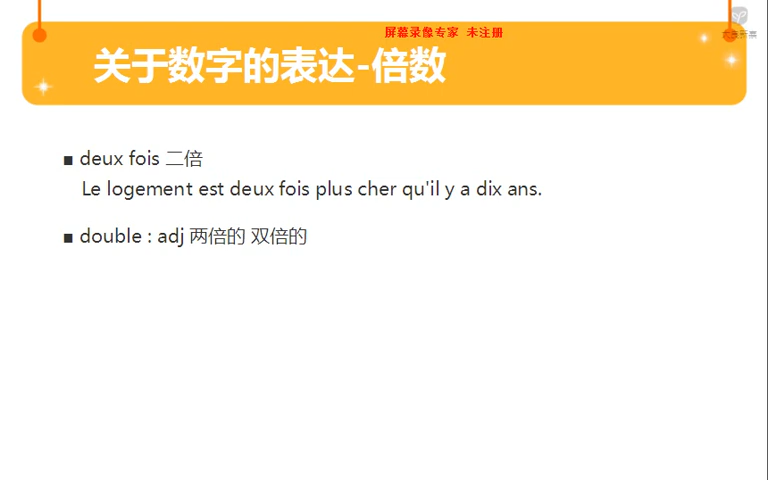 屏幕录像专家 未注册
关于数字的表达-倍数
▪ deux fois 二倍
Le logement est deux fois plus cher qu'il y a dix ans.
▪ double : adj 两倍的 双倍的